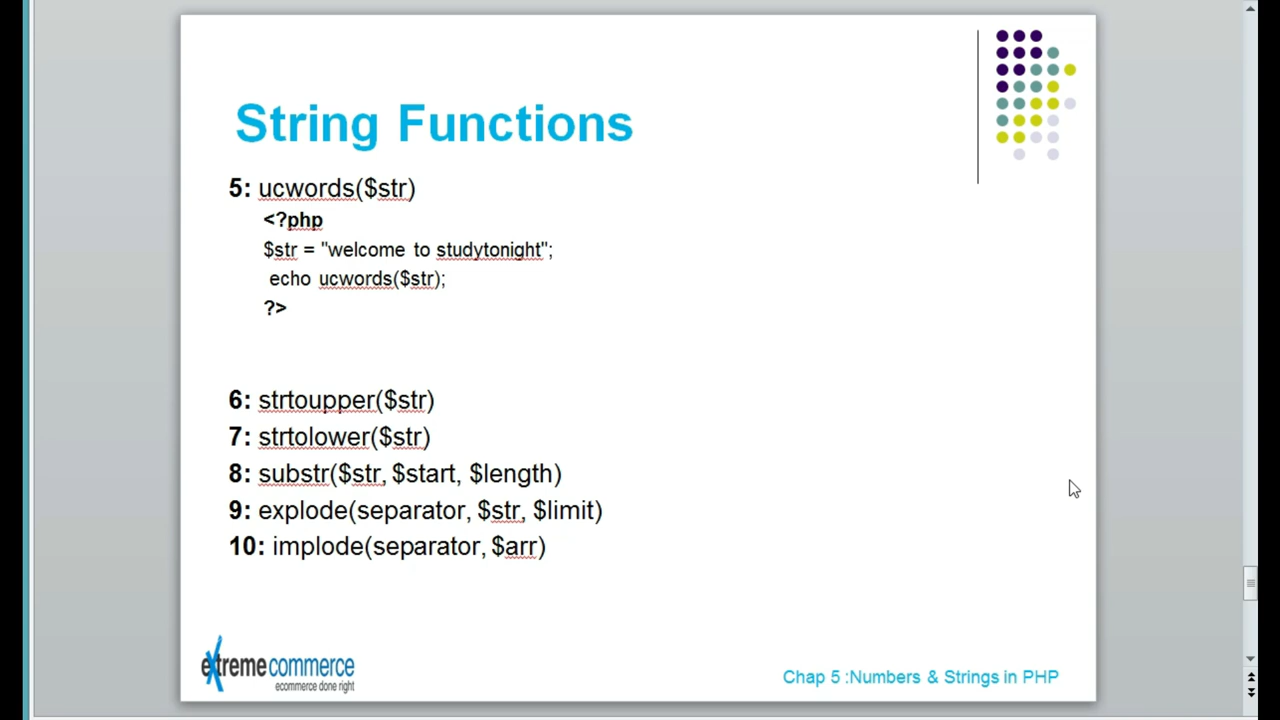 String Functions
5: ucwords($str)
<?php
$str = "welcome to studytonight";
echo ucwords($str);
?>
6: strtoupper($str)
7: strtolower($str)
8: substr($str, $start, $length)
9: explode(separator, $str, $limit)
10: implode(separator, $arr)
extreme commerce
ecommerce done right
Chap 5 :Numbers & Strings in PHP